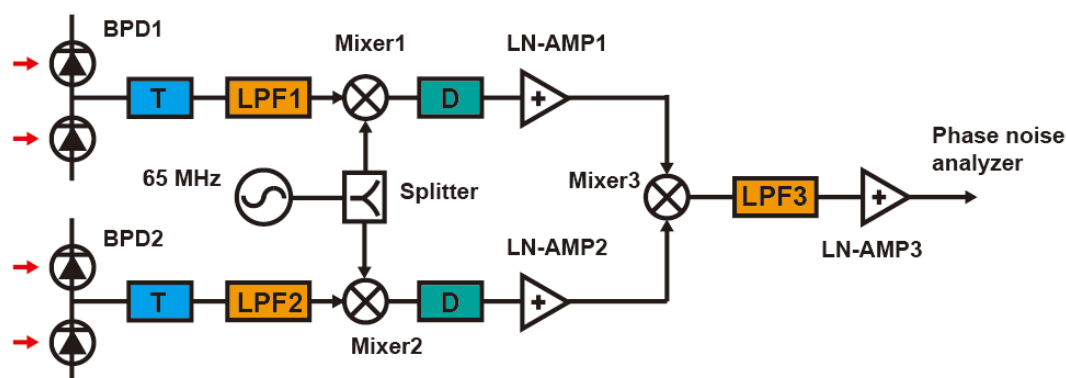 BPD1
T
LPF1
Mixer1
D
LN-AMP1
65 MHz
Splitter
Mixer3
LPF3
LN-AMP3
Phase noise
analyzer
BPD2
T
LPF2
Mixer2
D
LN-AMP2